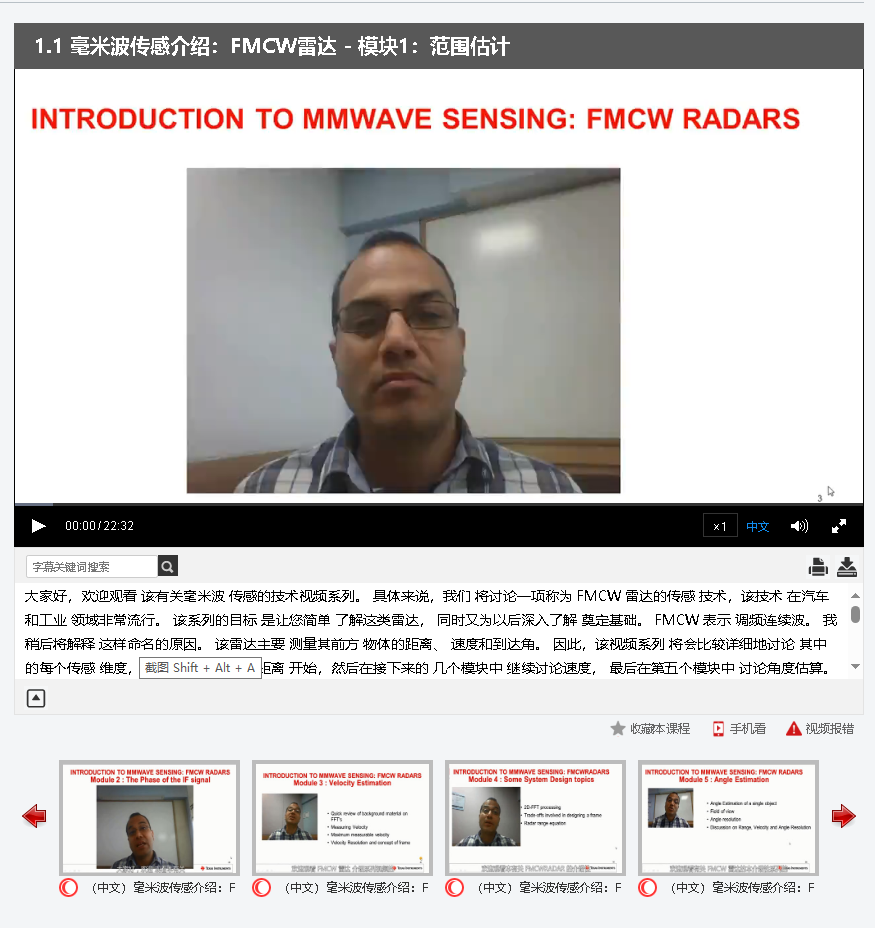 1.1 毫米波传感介绍：FMCW雷达 - 模块1：范围估计
INTRODUCTION TO MMWAVE SENSING: FMCW RADARS
3
00:00/22:32
x1
中文
字幕关键词搜索
大家好，欢迎观看 该有关毫米波 传感的技术视频系列。 具体来说，我们 将讨论一项称为 FMCW 雷达的传感 技术，该技术 在汽车
和工业 领域非常流行。 该系列的目标 是让您简单 了解这类雷达， 同时又为以后深入了解 奠定基础。 FMCW 表示 调频连续波。 我
稍后将解释 这样命名的原因。 该雷达主要 测量其前方 物体的距离、 速度和到达角。 因此，该视频系列 将会比较详细地讨论 其中
的每个传感 维度， 截图 Shift + Alt + A 距离 开始，然后在接下来的 几个模块中 继续讨论速度， 最后在第五个模块中 讨论角度估算。
收藏本课程
手机看
视频报错
INTRODUCTION TO MMWAVE SENSING: FMCW RADARS
Module 2 : The Phase of the IF signal
TEXAS INSTRUMENTS
（中文）毫米波传感介绍：F
INTRODUCTION TO MMWAVE SENSING: FMCW RADARS
Module 3 : Velocity Estimation
• Quick review of background material on
FFT's
• Measuring Velocity
• Maximum measurable velocity
• Velocity Resolution and concept of frame
TEXAS INSTRUMENTS
（中文）毫米波传感介绍：F
INTRODUCTION TO MMWAVE SENSING: FMCWRADARS
Module 4 : Some System Design topics
• 2D-FFT processing
• Trade-offs involved in designing a frame
• Radar range equation
TEXAS INSTRUMENTS
（中文）毫米波传感介绍：F
INTRODUCTION TO MMWAVE SENSING: FMCW RADARS
Module 5 : Angle Estimation
• Angle Estimation of a single object
• Field of view
• Angle resolution
• Discussion on Range, Velocity and Angle Resolution
TEXAS INSTRUMENTS
（中文）毫米波传感介绍：F